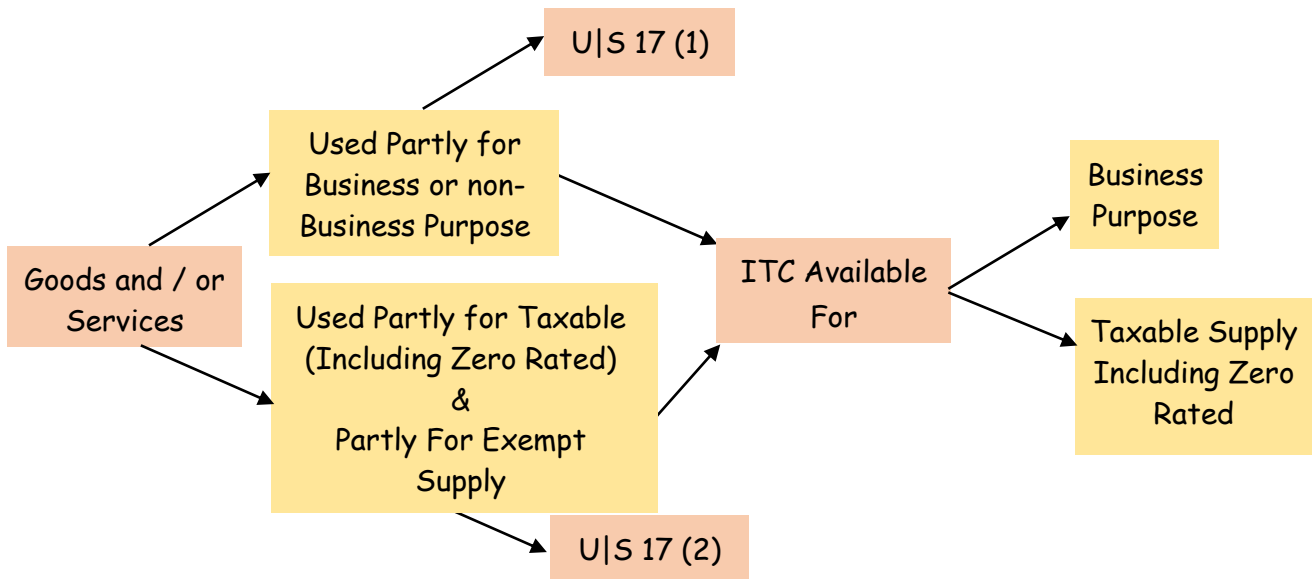 U|S 17 (1)
Used Partly for
Business or non-
Business Purpose
Business
Purpose
Goods and / or
Services
ITC Available
For
Used Partly for Taxable
(Including Zero Rated)
&
Partly For Exempt
Supply
Taxable Supply
Including Zero
Rated
U|S 17 (2)